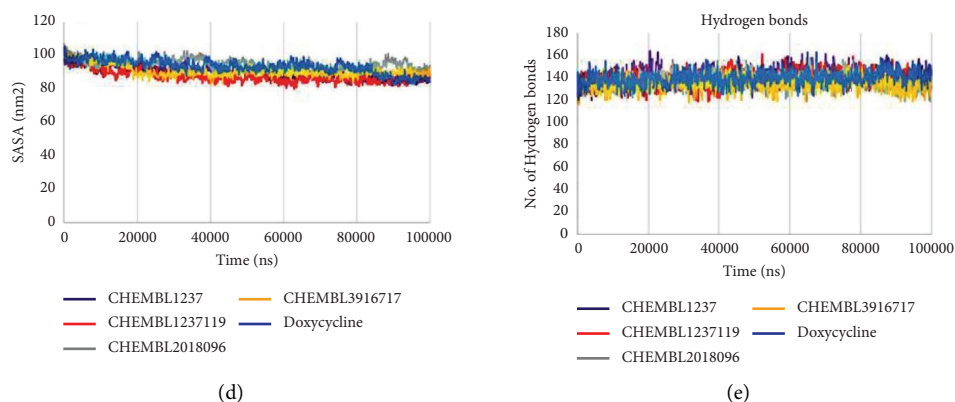 120
100
80
60
40
20
0
SASA (nm2)
0 20000 40000 60000 80000 100000
Time (ns)
CHEMBL1237 CHEMBL3916717
CHEMBL1237119 Doxycycline
CHEMBL2018096
(d)
Hydrogen bonds
180
160
140
120
100
80
60
40
20
0
No. of Hydrogen bonds
0 20000 40000 60000 80000 100000
Time (ns)
CHEMBL1237 CHEMBL3916717
CHEMBL1237119 Doxycycline
CHEMBL2018096
(e)